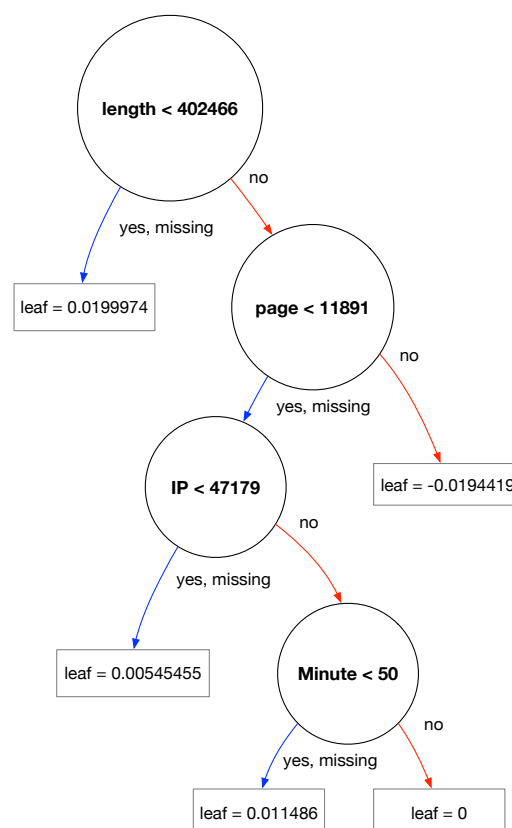 length < 402466
no
yes, missing
leaf = 0.0199974
page < 11891
no
yes, missing
IP < 47179
leaf = -0.0194419
no
yes, missing
leaf = 0.00545455
Minute < 50
no
yes, missing
leaf = 0.011486
leaf = 0